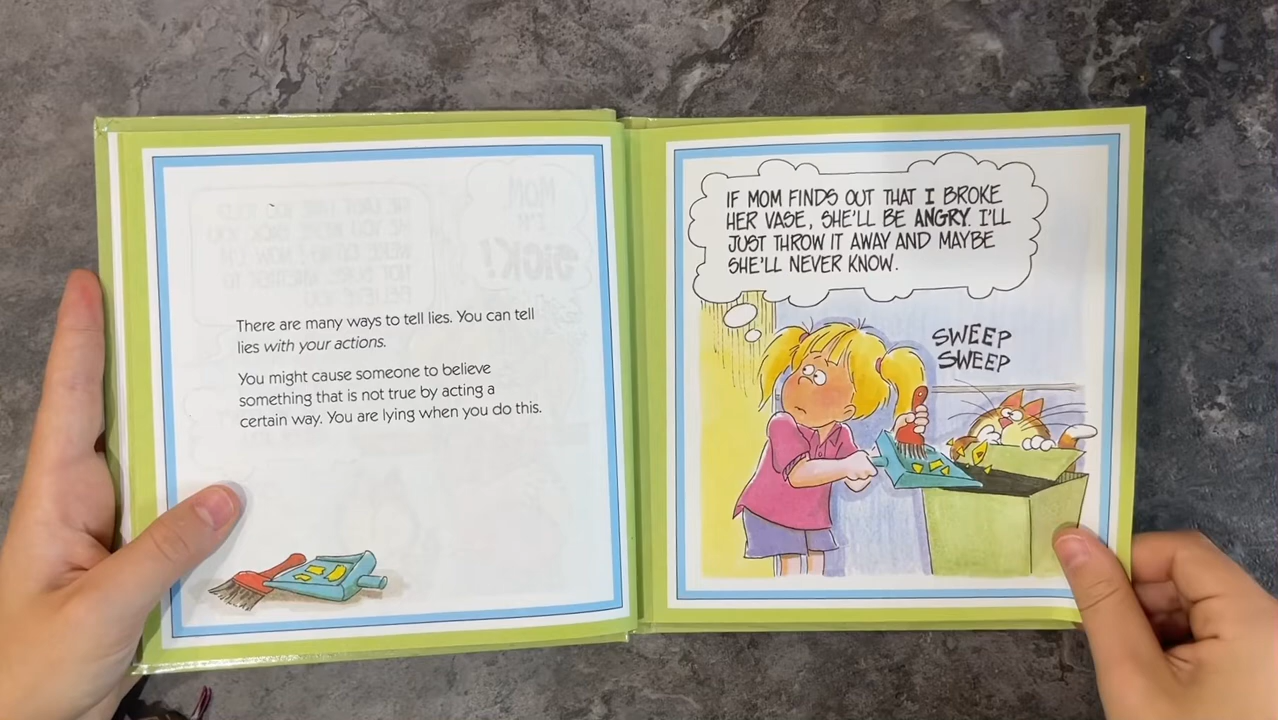 There are many ways to tell lies. You can tell
lies with your actions.
You might cause someone to believe
something that is not true by acting a
certain way. You are lying when you do this.
IF MOM FINDS OUT THAT I BROKE
HER VASE, SHE'LL BE ANGRY. I'LL
JUST THROW IT AWAY AND MAYBE
SHE'LL NEVER KNOW.
SWEEP
SWEEP